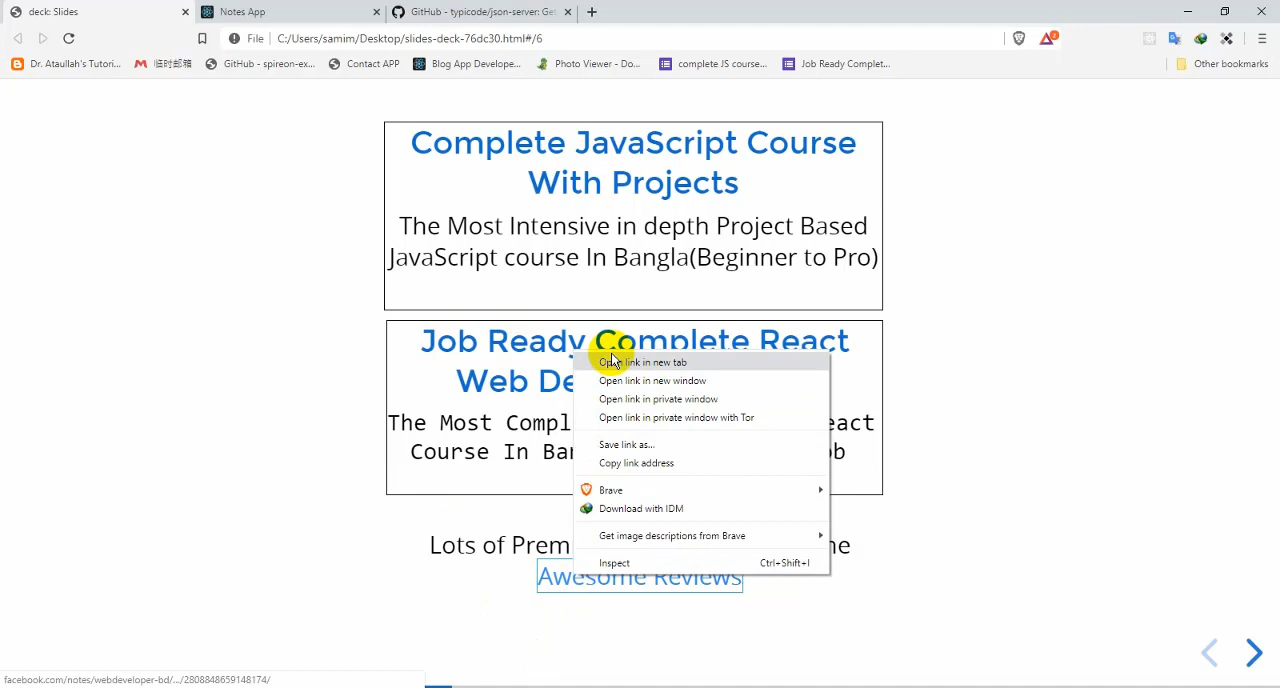 deck: Slides
Notes App
GitHub - typicode/json-server: Get
File C:/Users/samim/Desktop/slides-deck-76dc30.html#/6
2
Dr. Ataullah's Tutori...
临时邮箱
GitHub - spireon-ex...
Contact APP
Blog App Develope...
Photo Viewer - Do...
complete JS course...
Job Ready Complet...
Other bookmarks
Complete JavaScript Course
With Projects
The Most Intensive in depth Project Based
JavaScript course In Bangla(Beginner to Pro)
Job Ready Complete React
Web De
The Most Compl eact
Course In Ban ob
Open link in new tab
Open link in new window
Open link in private window
Open link in private window with Tor
Save link as...
Copy link address
Brave
Download with IDM
Get image descriptions from Brave
Inspect Ctrl+Shift+I
Lots of Prem ne
Awesome Reviews
facebook.com/notes/webdeveloper-bd/.../2808848659148174/